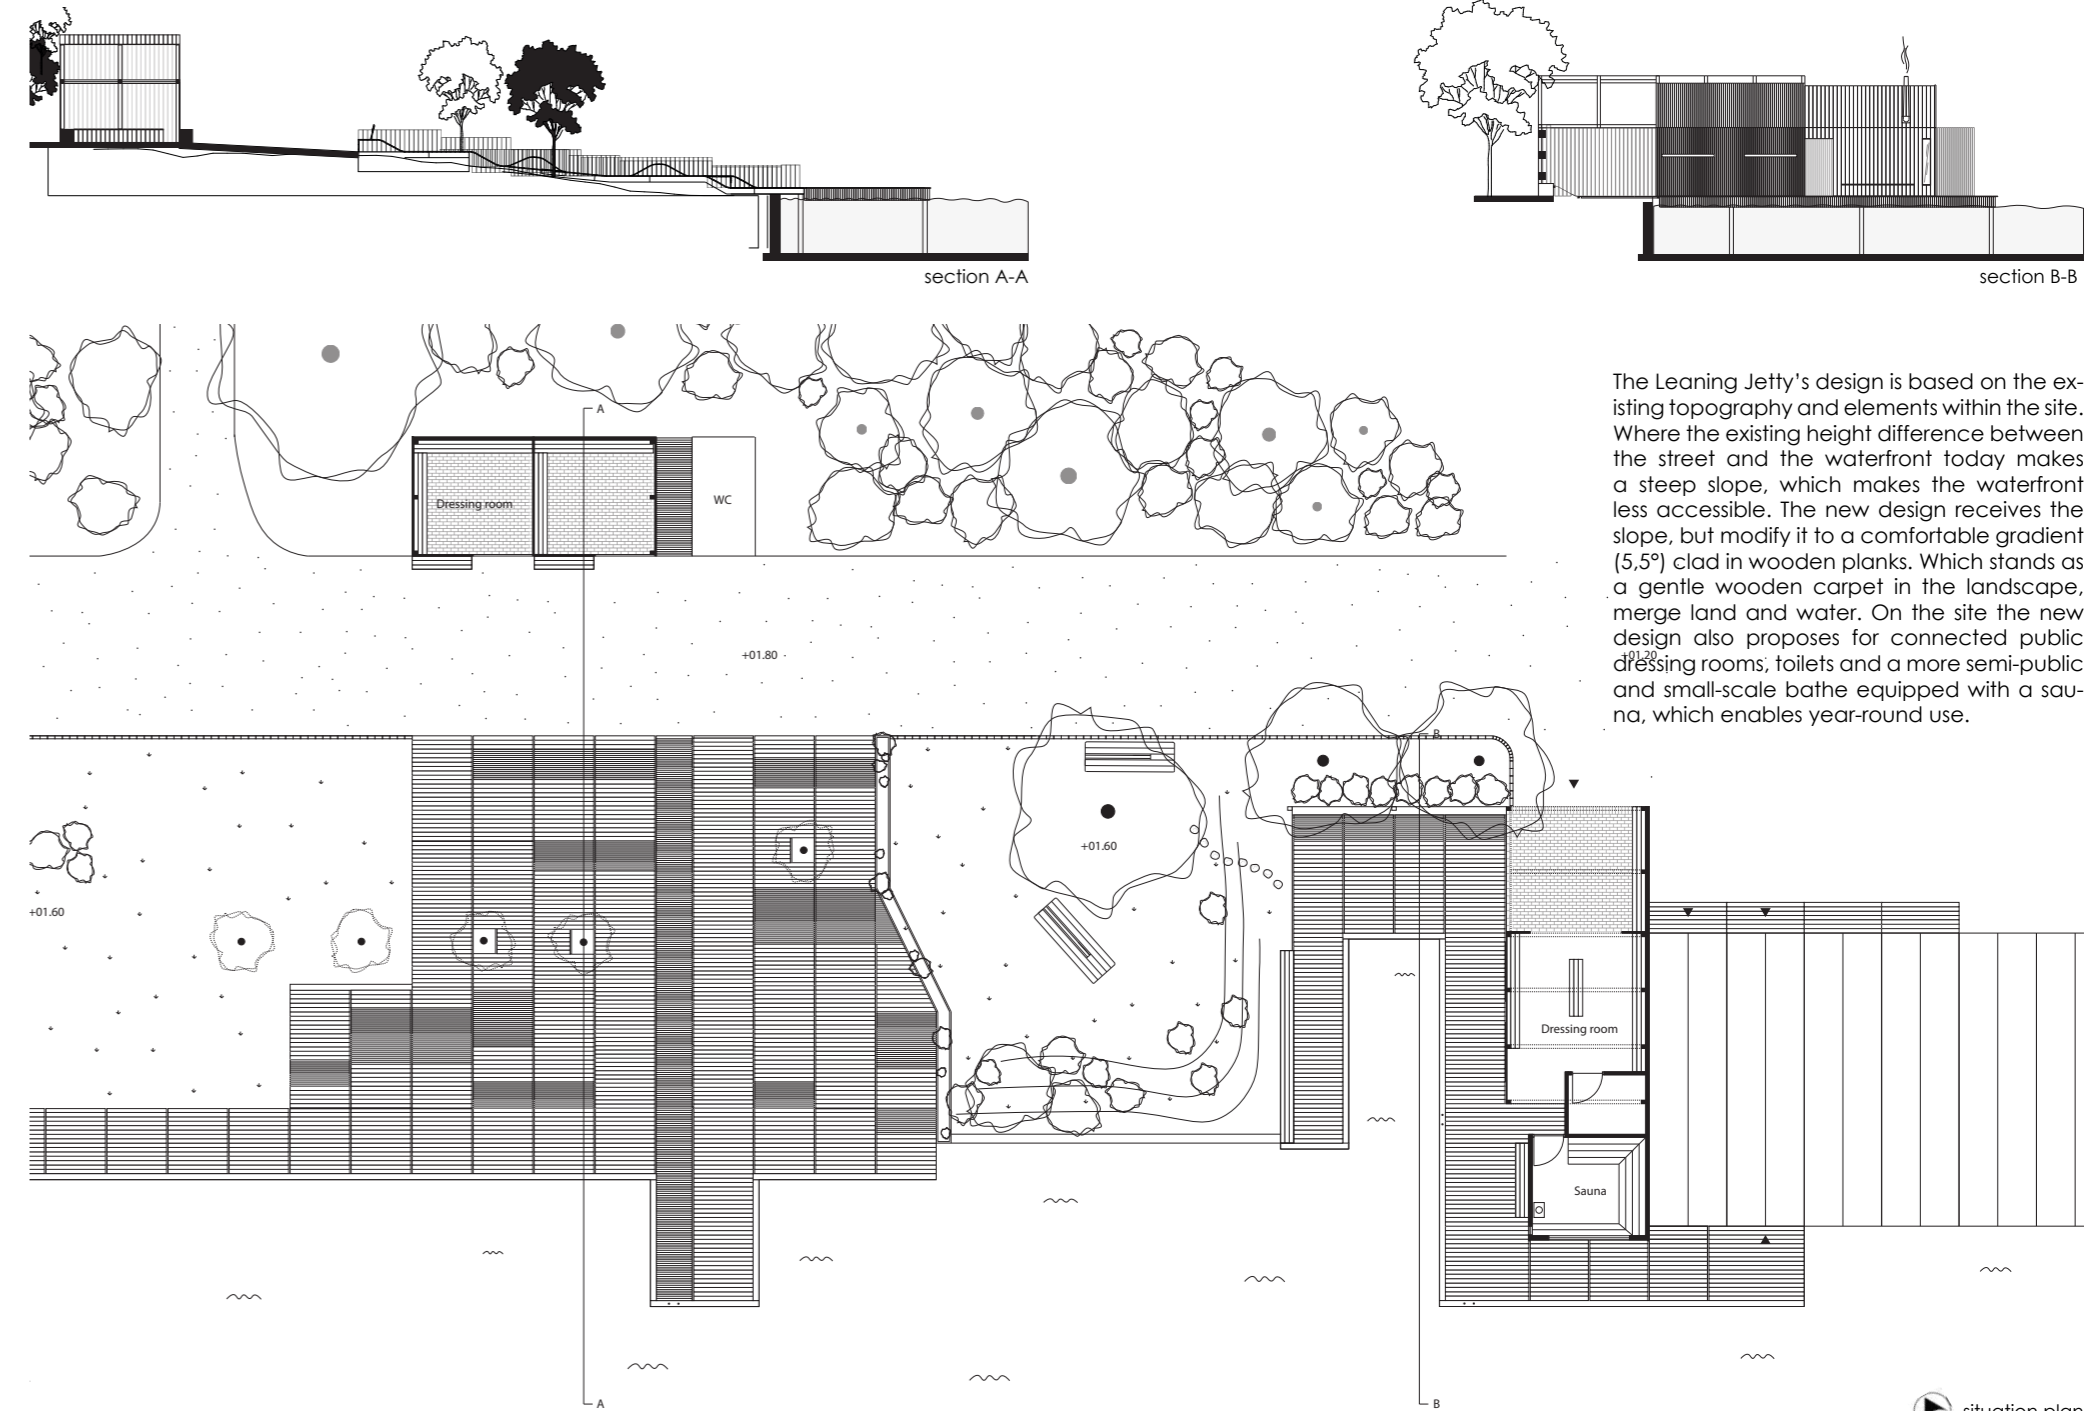 section A-A
section B-B
The Leaning Jetty’s design is based on the ex-
isting topography and elements within the site.
Where the existing height difference between
the street and the waterfront today makes
a steep slope, which makes the waterfront
less accessible. The new design receives the
slope, but modify it to a comfortable gradient
(5,5°) clad in wooden planks. Which stands as
a gentle wooden carpet in the landscape,
merge land and water. On the site the new
design also proposes for connected public
dressing rooms, toilets and a more semi-public
and small-scale bathe equipped with a sau-
na, which enables year-round use.
A
Dressing room
WC
+01.80
+01.20
B
+01.60
+01.60
Dressing room
Sauna
A
B
situation plan